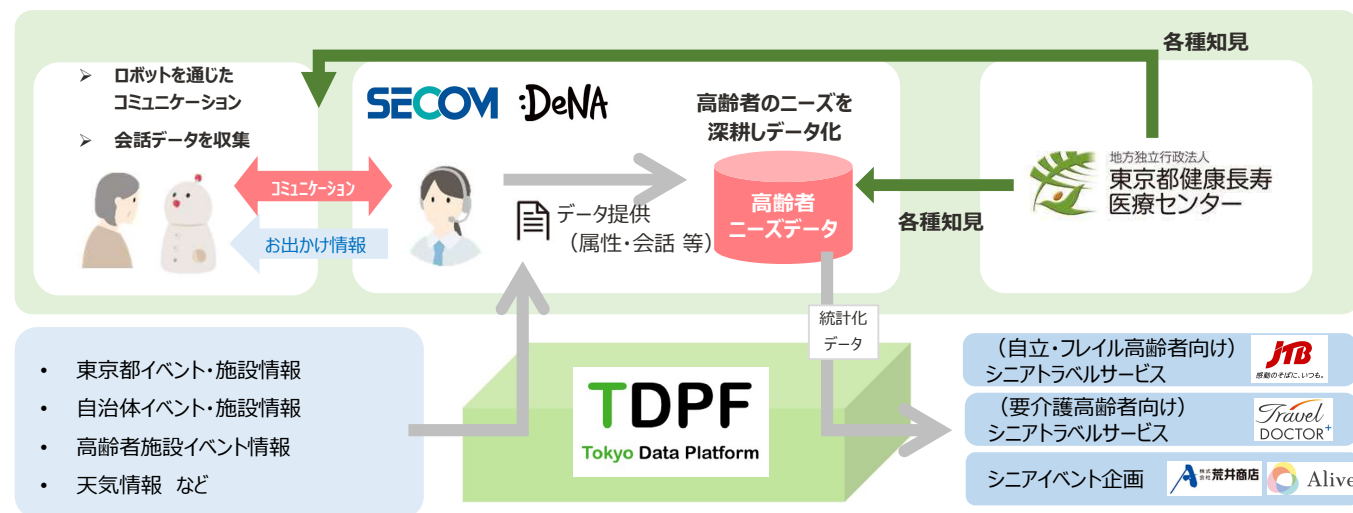 各種知見
➢ ロボットを通じた
コミュニケーション
➢ 会話データを収集
SECOM
:DeNA
高齢者のニーズを
深耕しデータ化
コミュニケーション
お出かけ情報
データ提供
(属性・会話 等)
高齢者
ニーズデータ
各種知見
地方独立行政法人
東京都健康長寿
医療センター
統計化
データ
• 東京都イベント・施設情報
• 自治体イベント・施設情報
• 高齢者施設イベント情報
• 天気情報 など
TDPF
Tokyo Data Platform
(自立・フレイル高齢者向け)
シニアトラベルサービス
JTB
感動のそばに、いつも。
(要介護高齢者向け)
シニアトラベルサービス
Travel
DOCTOR+
シニアイベント企画
株式会社荒井商店
Alive